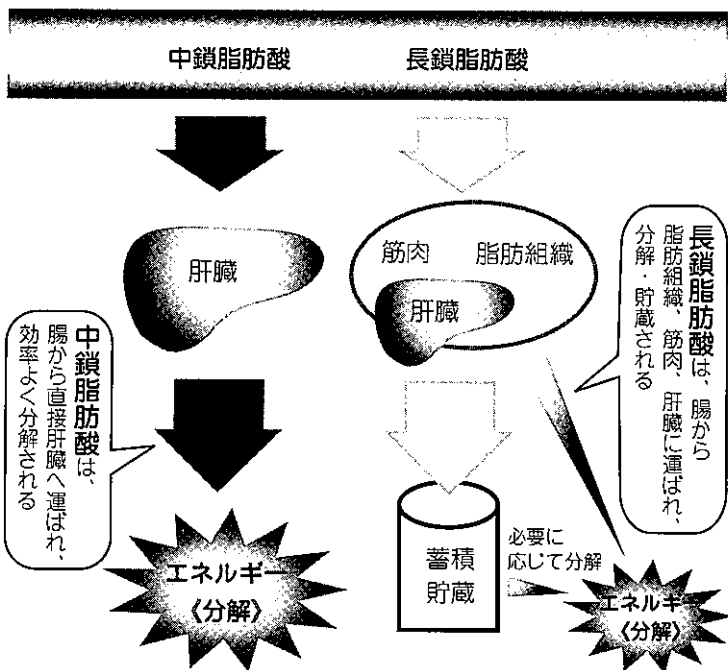 中鎖脂肪酸
長鎖脂肪酸
肝臓
筋肉
脂肪組織
肝臓
長鎖脂肪酸は、腸から
脂肪組織、筋肉、肝臓に運ばれ、
分解・貯蔵される
中鎖脂肪酸は、
腸から直接肝臓へ運ばれ、
効率よく分解される
エネルギー
《分解》
蓄積
貯蔵
必要に
応じて分解
エネルギー
《分解》